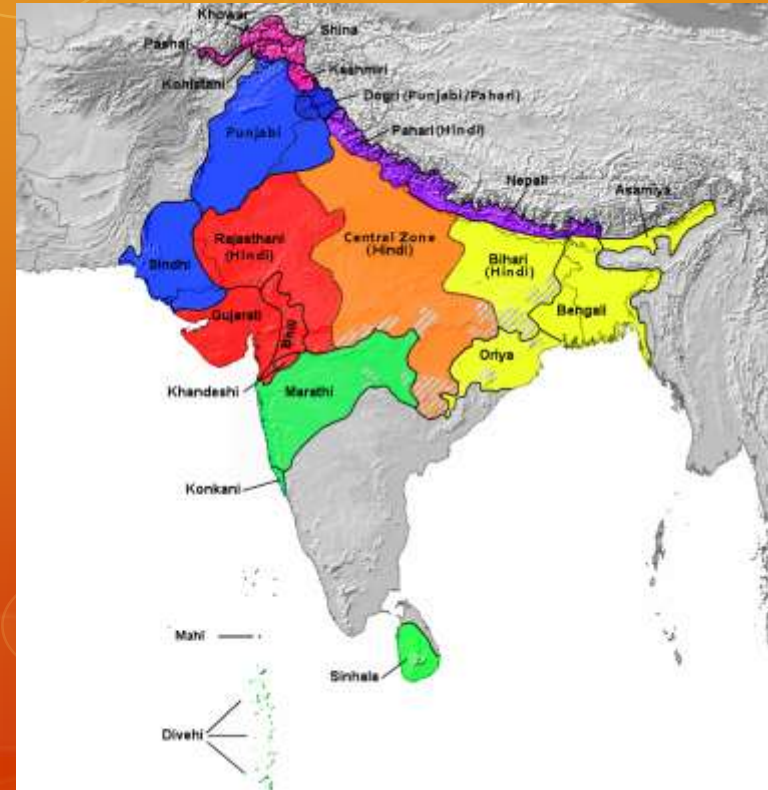 Khowar
Shina
Pashai
Kashmiri
Kohistani
Dogri (Punjabi/Pahari)
Punjabi
Pahari (Hindi)
Nepali
Asamiya
Rajasthani
(Hindi)
Central Zone
(Hindi)
Bihari
(Hindi)
Sindhi
Gujarati
Bhili
Bengali
Oriya
Khandeshi
Marathi
Konkani
Mahl
Sinhala
Divehi